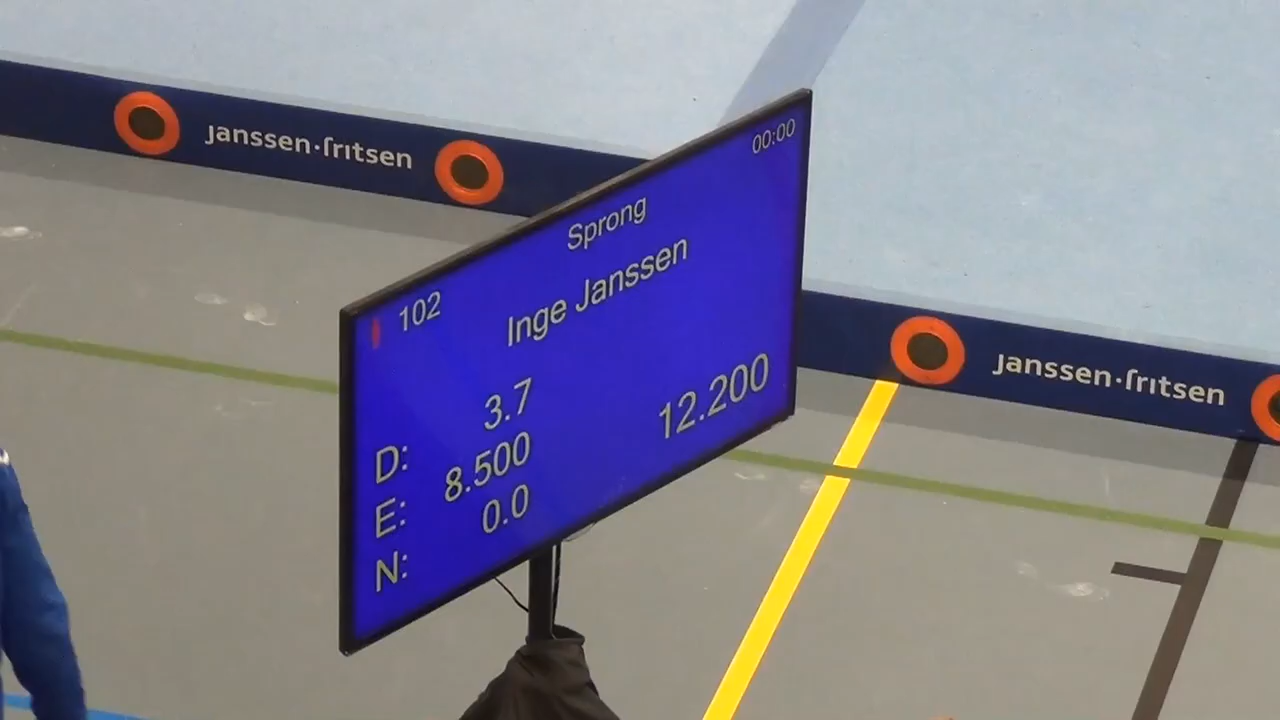 janssen·fritsen
00:00
Sprong
102
Inge Janssen
D: 3.7
E: 8.500
N: 0.0
12.200
janssen·fritsen